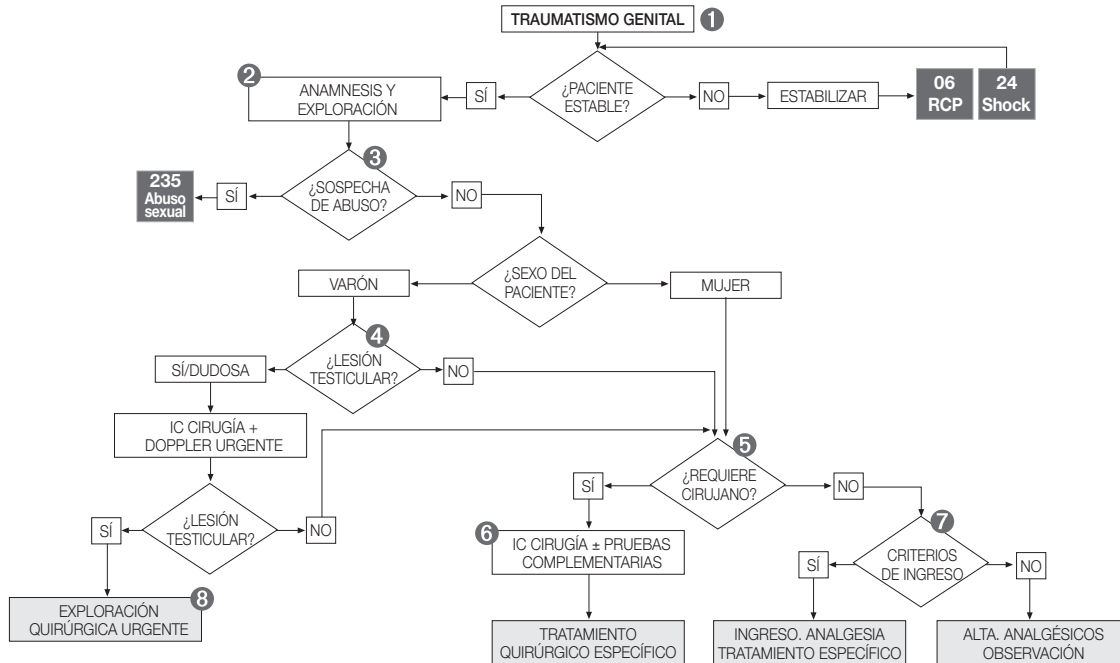 TRAUMATISMO GENITAL
1
2
ANAMNESIS Y
EXPLORACIÓN
SÍ
¿PACIENTE
ESTABLE?
NO
ESTABILIZAR
06
RCP
24
Shock
3
235
Abuso
sexual
SÍ
¿SOSPECHA
DE ABUSO?
NO
VARÓN
¿SEXO DEL
PACIENTE?
MUJER
4
SÍ/DUDOSA
¿LESIÓN
TESTICULAR?
NO
IC CIRUGÍA +
DOPPLER URGENTE
5
SÍ
¿REQUIERE
CIRUJANO?
NO
SÍ
¿LESIÓN
TESTICULAR?
NO
6
IC CIRUGÍA ± PRUEBAS
COMPLEMENTARIAS
7
SÍ
CRITERIOS
DE INGRESO
NO
8
EXPLORACIÓN
QUIRÚRGICA URGENTE
TRATAMIENTO
QUIRÚRGICO ESPECÍFICO
INGRESO. ANALGESIA
TRATAMIENTO ESPECÍFICO
ALTA. ANALGÉSICOS
OBSERVACIÓN